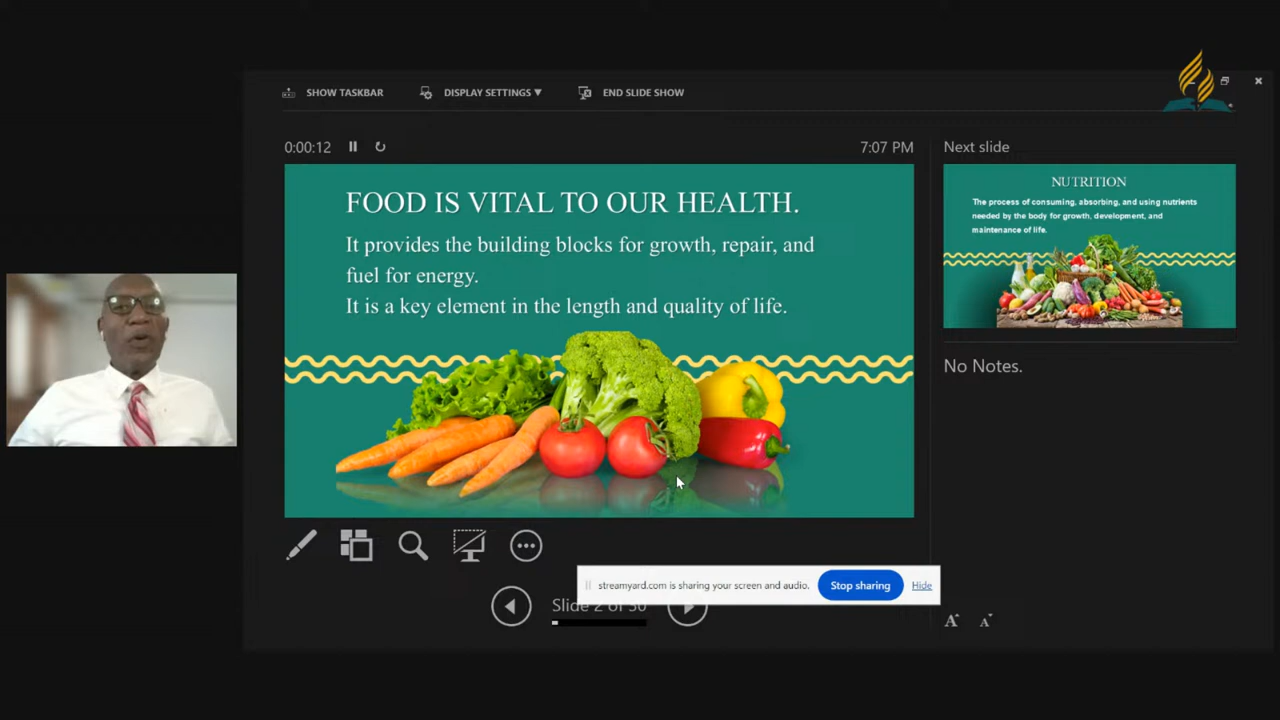 SHOW TASKBAR
DISPLAY SETTINGS ▼
END SLIDE SHOW
0:00:12
7:07 PM
FOOD IS VITAL TO OUR HEALTH.
It provides the building blocks for growth, repair, and
fuel for energy.
It is a key element in the length and quality of life.
Next slide
NUTRITION
The process of consuming, absorbing, and using nutrients
needed by the body for growth, development, and
maintenance of life.
No Notes.
streamyard.com is sharing your screen and audio.
Stop sharing
Hide
Slide 2 of 50
A A